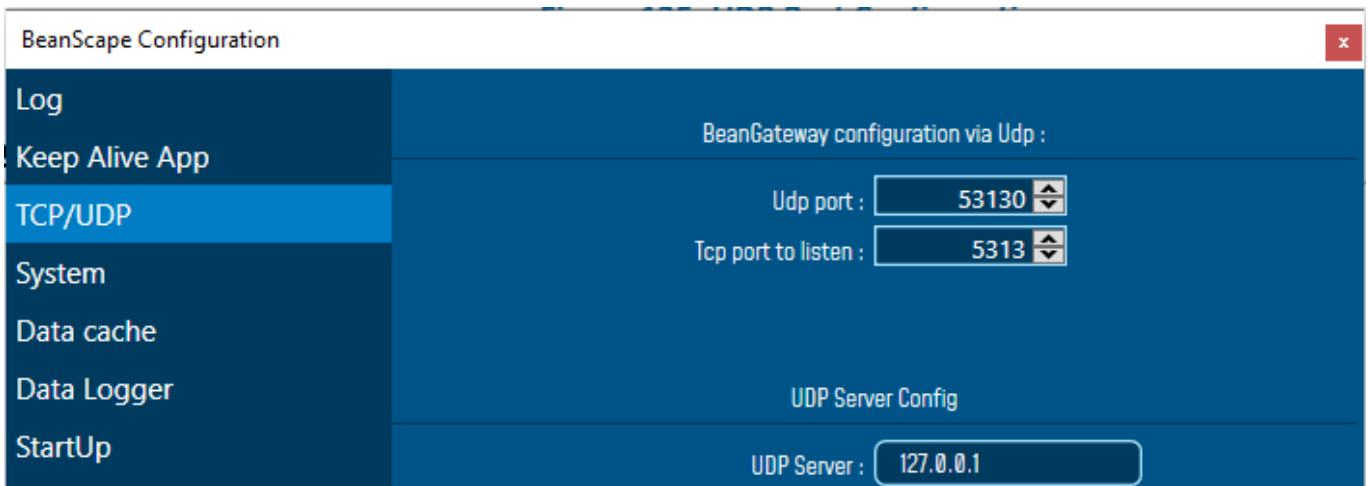 BeanScape Configuration
x
Log
Keep Alive App
TCP/UDP
System
Data cache
Data Logger
StartUp
BeanGateway configuration via Udp :
Udp port : 53130
Tcp port to listen : 5313
UDP Server Config
UDP Server : 127.0.0.1